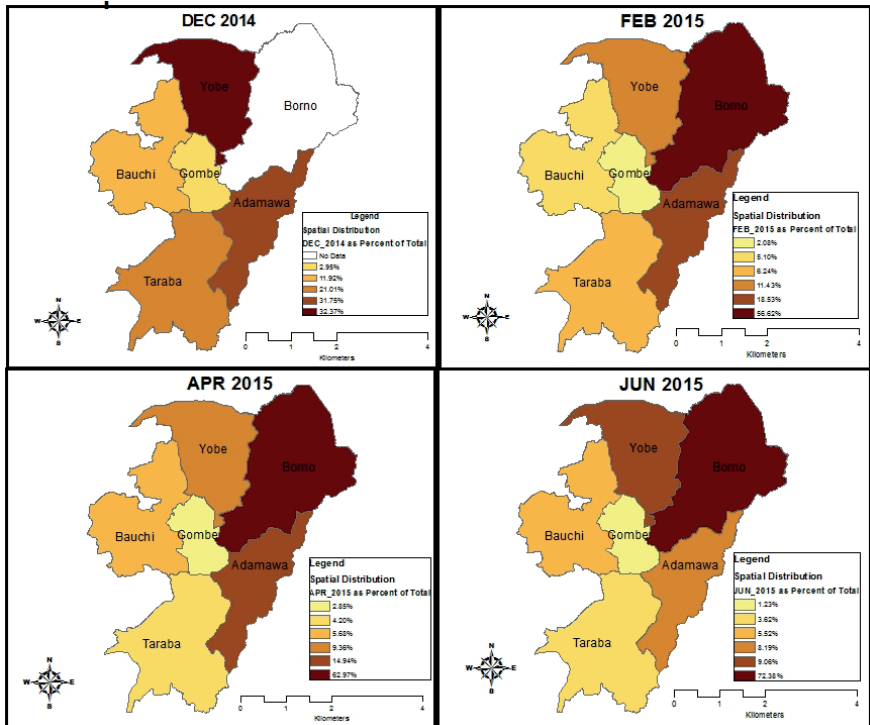 DEC 2014
Yobe
Borno
Bauchi
Gombe
Adamawa
Taraba
Legend
Spatial Distribution
DEC_2014 as Percent of Total
No Data
2.95%
11.92%
21.01%
31.75%
32.37%
N
W E
S
0 1 2 4
Kilometers
FEB 2015
Yobe
Borno
Bauchi
Gombe
Adamawa
Taraba
Legend
Spatial Distribution
FEB_2015 as Percent of Total
2.08%
5.10%
6.24%
11.43%
18.53%
56.62%
N
W E
S
0 1 2 4
Kilometers
APR 2015
Yobe
Borno
Bauchi
Gombe
Adamawa
Taraba
Legend
Spatial Distribution
APR_2015 as Percent of Total
2.85%
4.20%
5.68%
9.36%
14.94%
62.97%
N
W E
S
0 1 2 4
Kilometers
JUN 2015
Yobe
Borno
Bauchi
Gombe
Adamawa
Taraba
Legend
Spatial Distribution
JUN_2015 as Percent of Total
1.23%
3.62%
5.52%
8.19%
9.06%
72.38%
N
W E
S
0 1 2 4
Kilometers